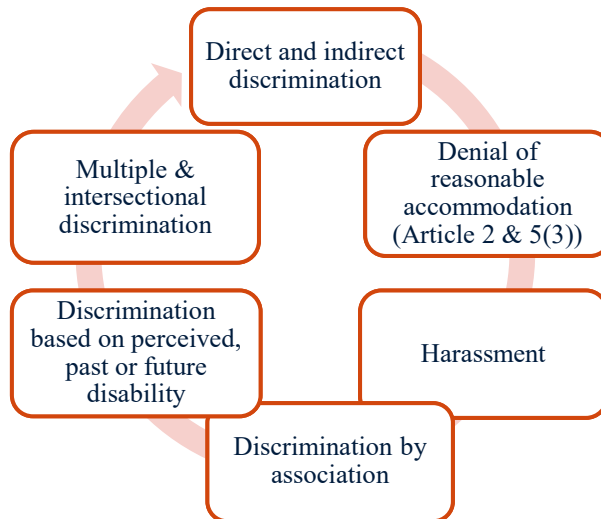 Direct and indirect
discrimination
Denial of
reasonable
accommodation
(Article 2 & 5(3))
Harassment
Discrimination by
association
Discrimination
based on perceived,
past or future
disability
Multiple &
intersectional
discrimination